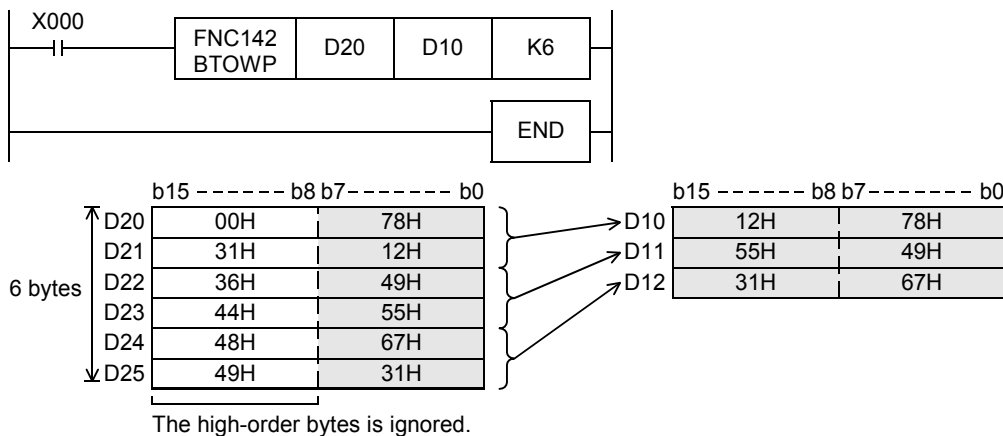 X000
FNC142 BTOWP D20 D10 K6
END
b15 ------- b8 b7 -------- b0
D20 00H 78H
D21 31H 12H
D22 36H 49H
D23 44H 55H
D24 48H 67H
D25 49H 31H
6 bytes
The high-order bytes is ignored.
b15 ------ b8 b7 ------- b0
D10 12H 78H
D11 55H 49H
D12 31H 67H